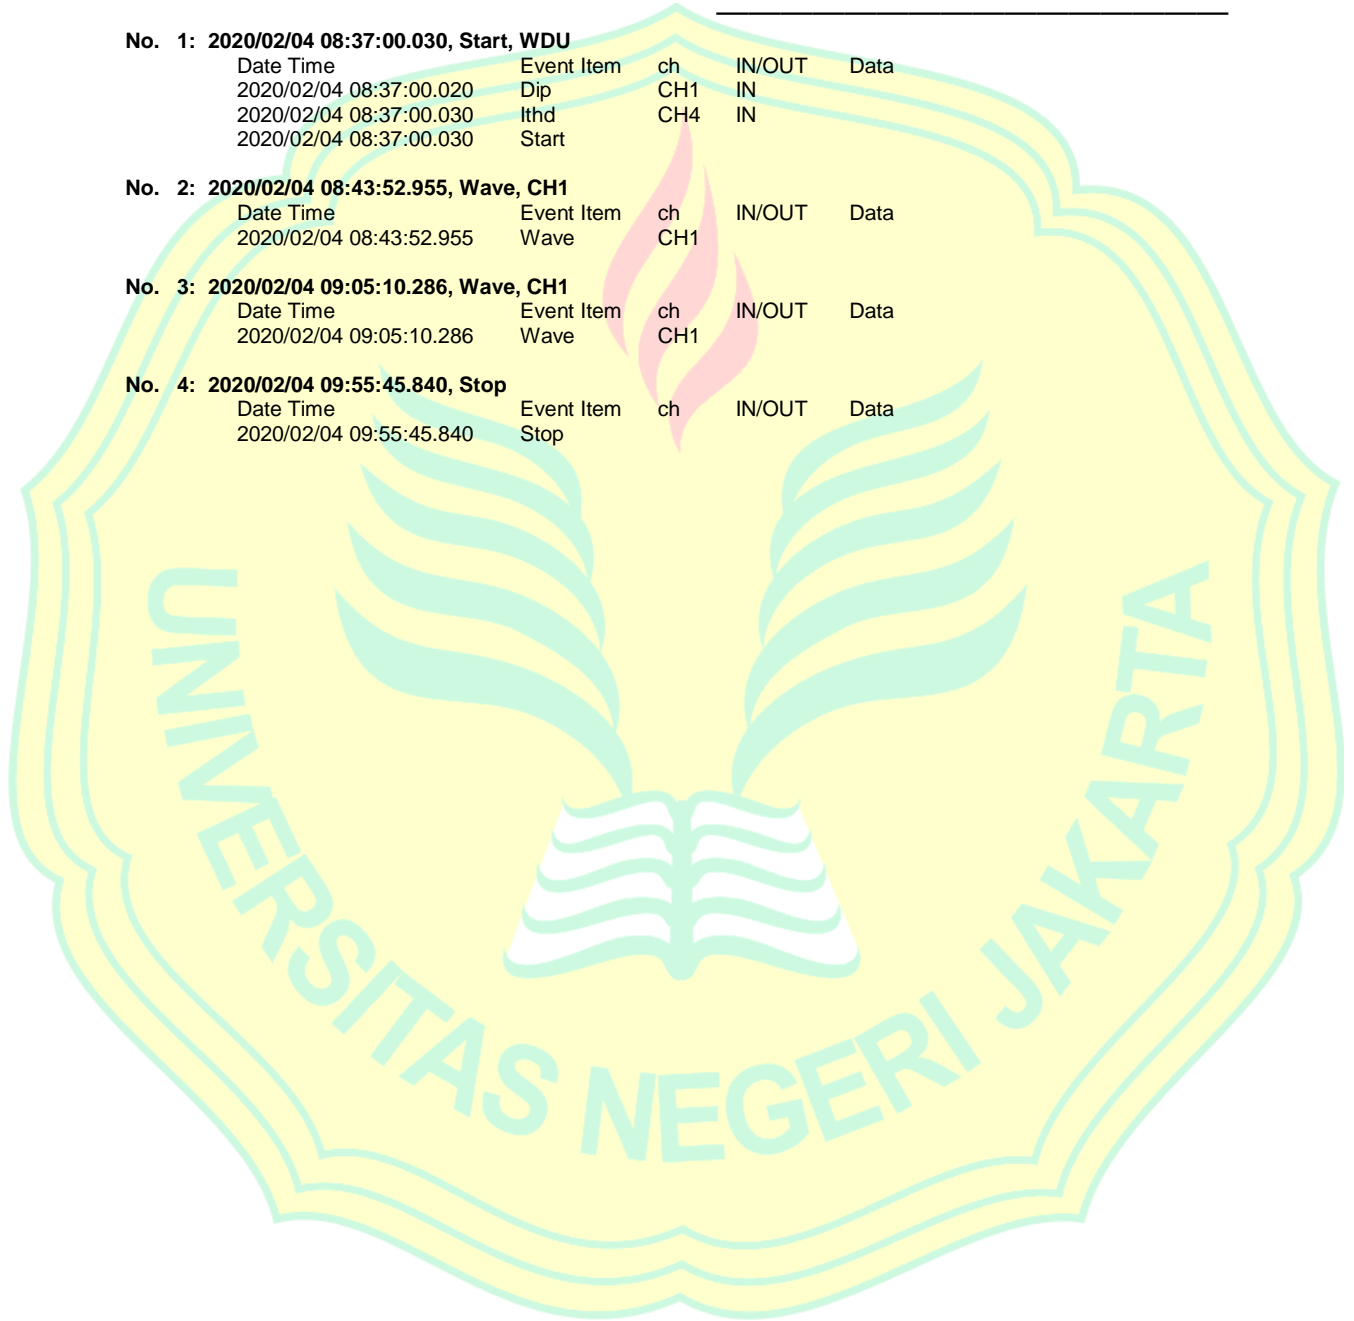 No. 1: 2020/02/04 08:37:00.030, Start, WDU
Date Time Event Item ch IN/OUT Data
2020/02/04 08:37:00.020 Dip CH1 IN
2020/02/04 08:37:00.030 Ithd CH4 IN
2020/02/04 08:37:00.030 Start
No. 2: 2020/02/04 08:43:52.955, Wave, CH1
Date Time Event Item ch IN/OUT Data
2020/02/04 08:43:52.955 Wave CH1
No. 3: 2020/02/04 09:05:10.286, Wave, CH1
Date Time Event Item ch IN/OUT Data
2020/02/04 09:05:10.286 Wave CH1
No. 4: 2020/02/04 09:55:45.840, Stop
Date Time Event Item ch IN/OUT Data
2020/02/04 09:55:45.840 Stop
UNIVERSITAS NEGERI JAKARTA